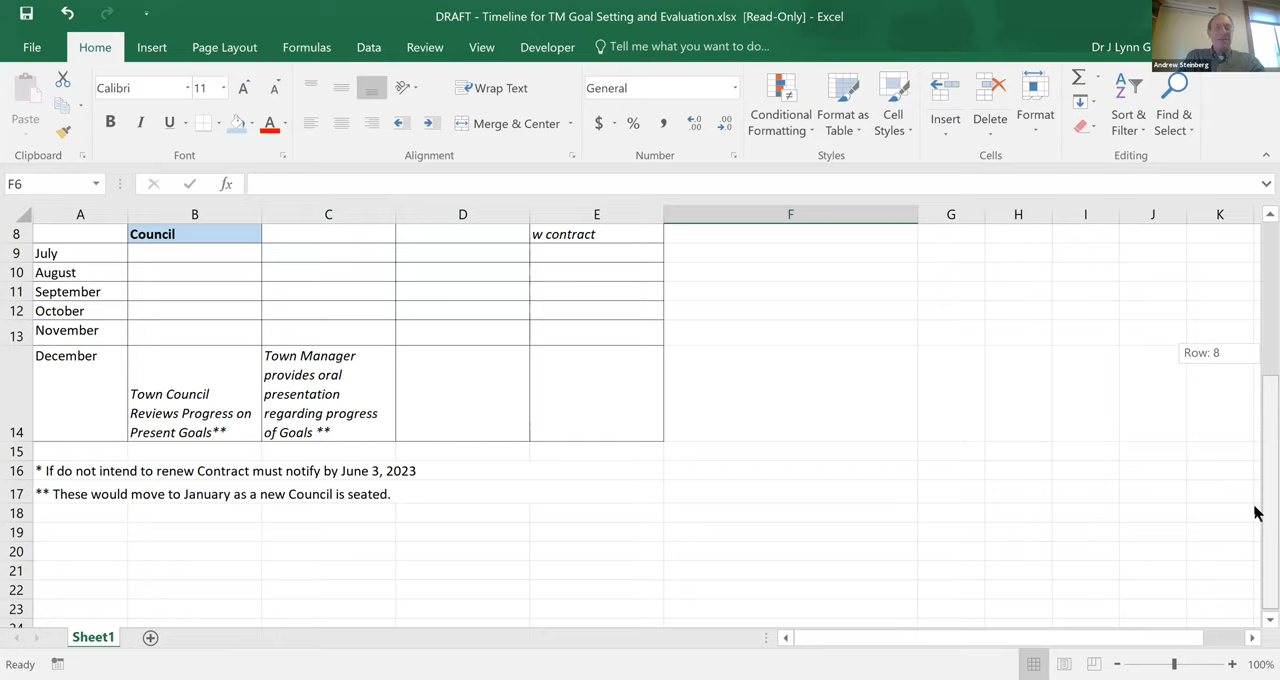 DRAFT - Timeline for TM Goal Setting and Evaluation.xlsx [Read-Only] - Excel
Andrew Steinberg
File Home Insert Page Layout Formulas Data Review View Developer Tell me what you want to do... Dr J Lynn G
Paste
Clipboard
Calibri 11
B I U
Font
Wrap Text
Merge & Center
Alignment
General
$ % ,
Number
Conditional Formatting
Format as Table
Cell Styles
Styles
Insert Delete Format
Cells
Sort & Filter
Find & Select
Editing
F6 fx
A B C D E F G H I J K
8 Council w contract
9 July
10 August
11 September
12 October
13 November
14 December
Town Council
Reviews Progress on
Present Goals**
Town Manager
provides oral
presentation
regarding progress
of Goals **
Row: 8
15
16 * If do not intend to renew Contract must notify by June 3, 2023
17 ** These would move to January as a new Council is seated.
18
19
20
21
22
23
24
Sheet1
Ready 100%